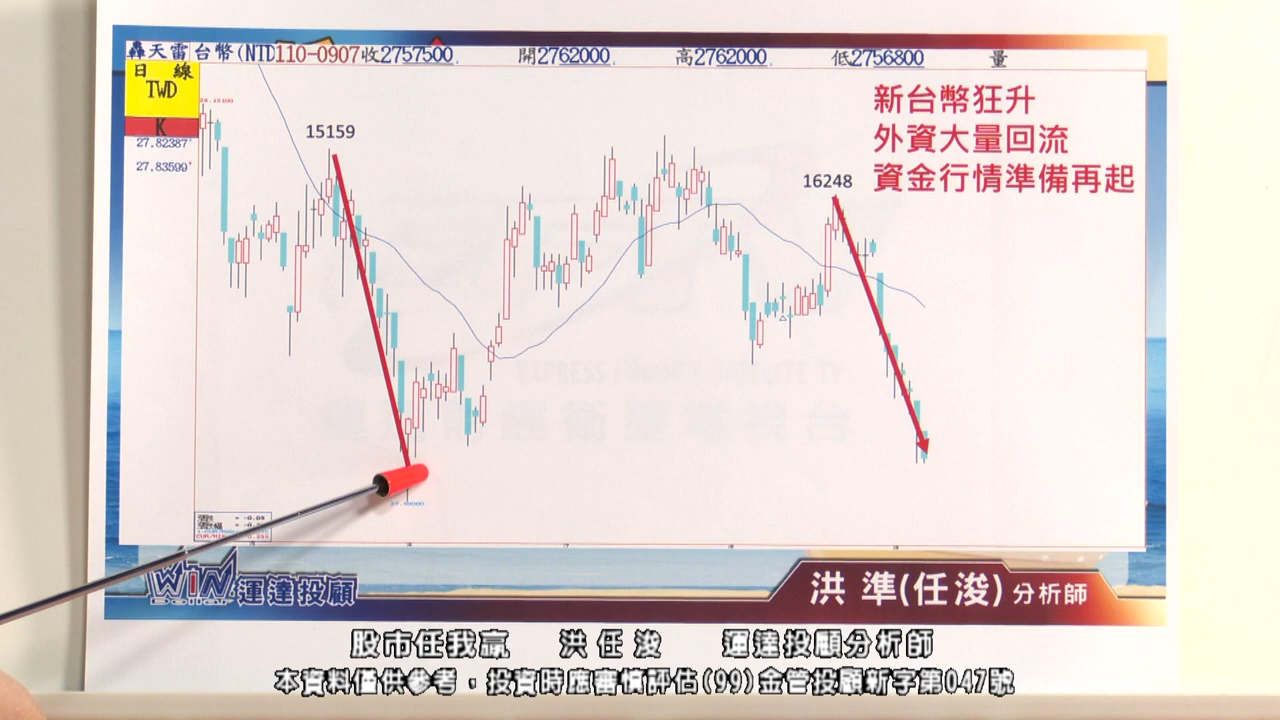 轟天雷台幣(NTD110-0907收2757500 開2762000 高2762000 低2756800 量
日 線
TWD
K
27.82387
27.83599
15159
16248
新台幣狂升
外資大量回流
資金行情準備再起
WIN
運達投顧
洪 準(任浚)分析師
股市任我贏 洪任浚 運達投顧分析師
本資料僅供參考,投資時應審慎評估(99)金管投顧新字第047號